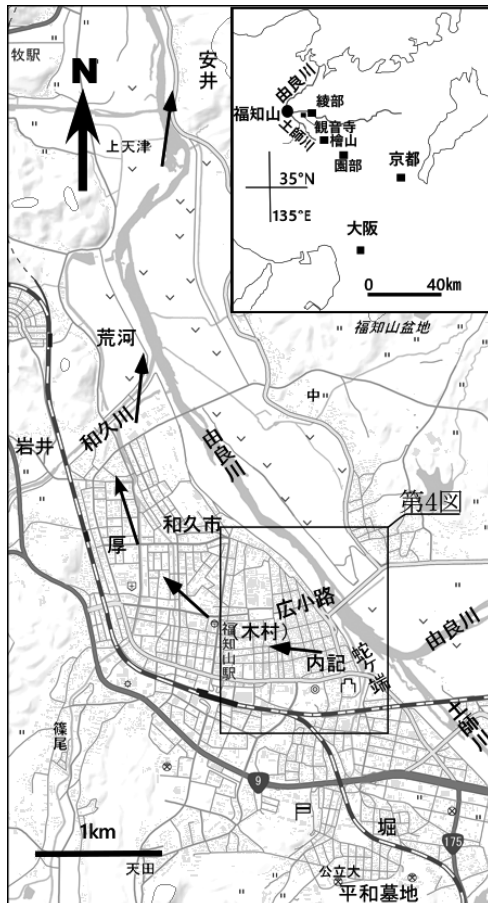 牧駅
安井
N
上天津
由良川
福知山
綾部
観音寺
土師川
檜山
園部
京都
35°N
135°E
大阪
0
40km
福知山盆地
荒河
中
和久川
岩井
由良川
第4図
和久市
厚
広小路
(木村)
福知山駅
内記
蛇ケ端
由良川
土師川
篠尾
9
戸
堀
175
1km
天田
公立大
平和墓地